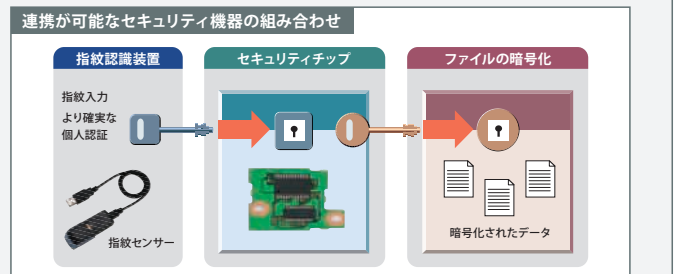 連携が可能なセキュリティ機器の組み合わせ
指紋認識装置
セキュリティチップ
ファイルの暗号化
指紋入力
より確実な
個人認証
指紋センサー
暗号化されたデータ